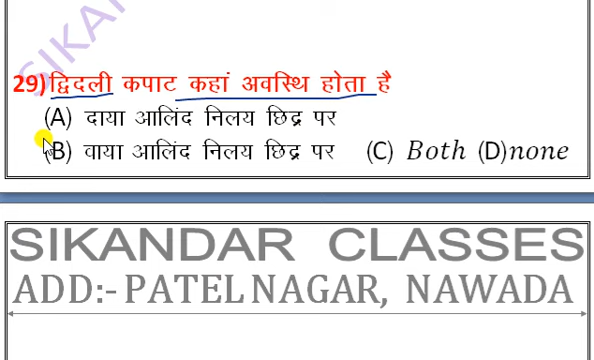 SIKAN
29) द्विदली कपाट कहां अवस्थि होता है
(A) दाया आलिंद निलय छिद्र पर
(B) वाया आलिंद निलय छिद्र पर (C) Both (D)none
SIKANDAR CLASSES
ADD:- PATEL NAGAR, NAWADA